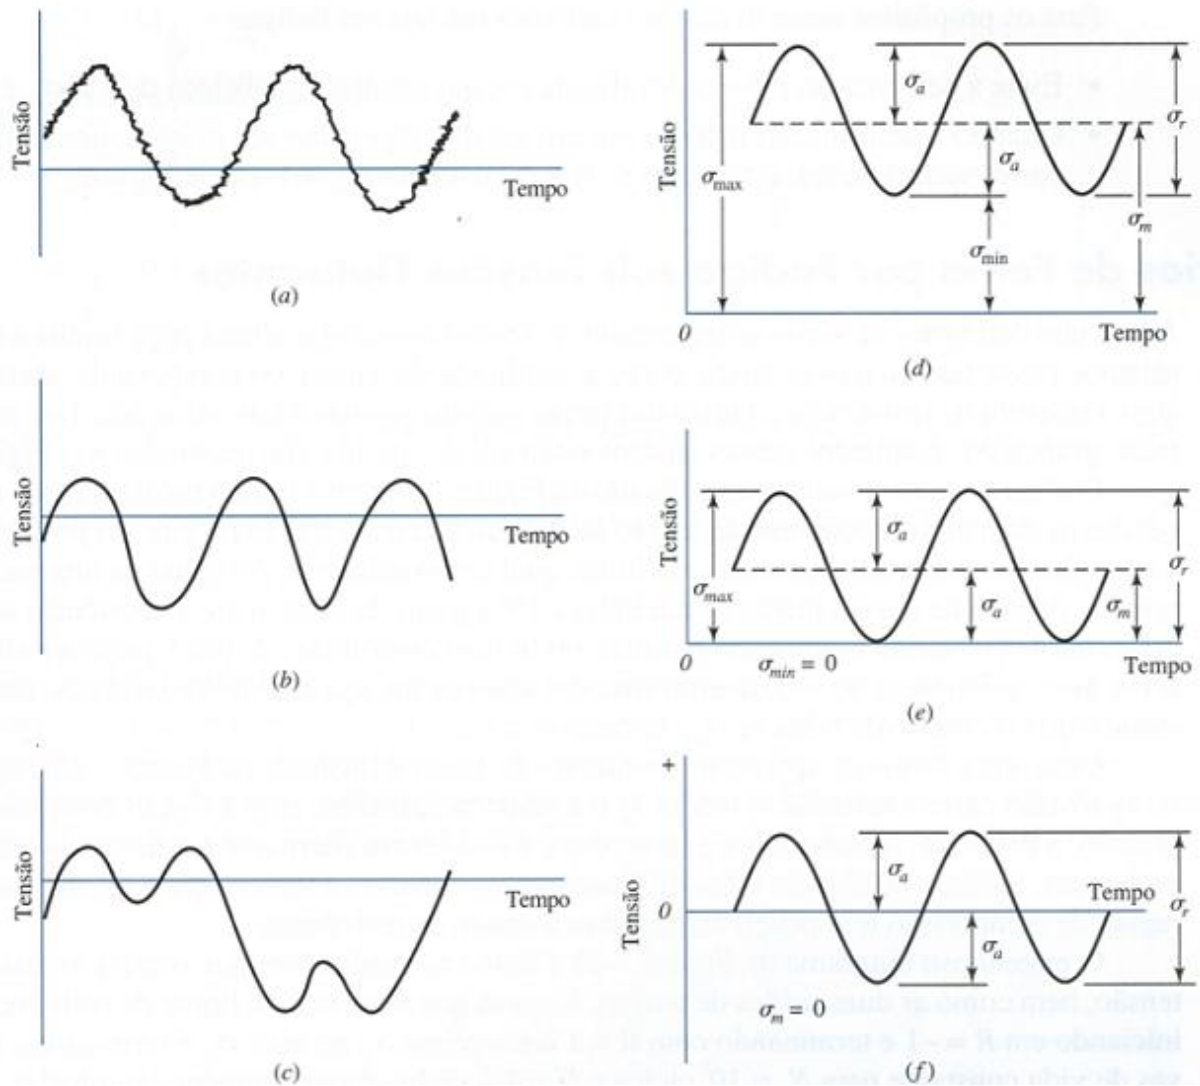 Tensão
Tempo
(a)
Tensão
Tempo
(b)
Tensão
Tempo
(c)
Tensão
σmax
σa
σa
σr
σmin
σm
0
Tempo
(d)
Tensão
σmax
σa
σa
σm
σr
0
σmin = 0
Tempo
(e)
+
Tensão
0
σa
σa
Tempo
σr
σm = 0
(f)